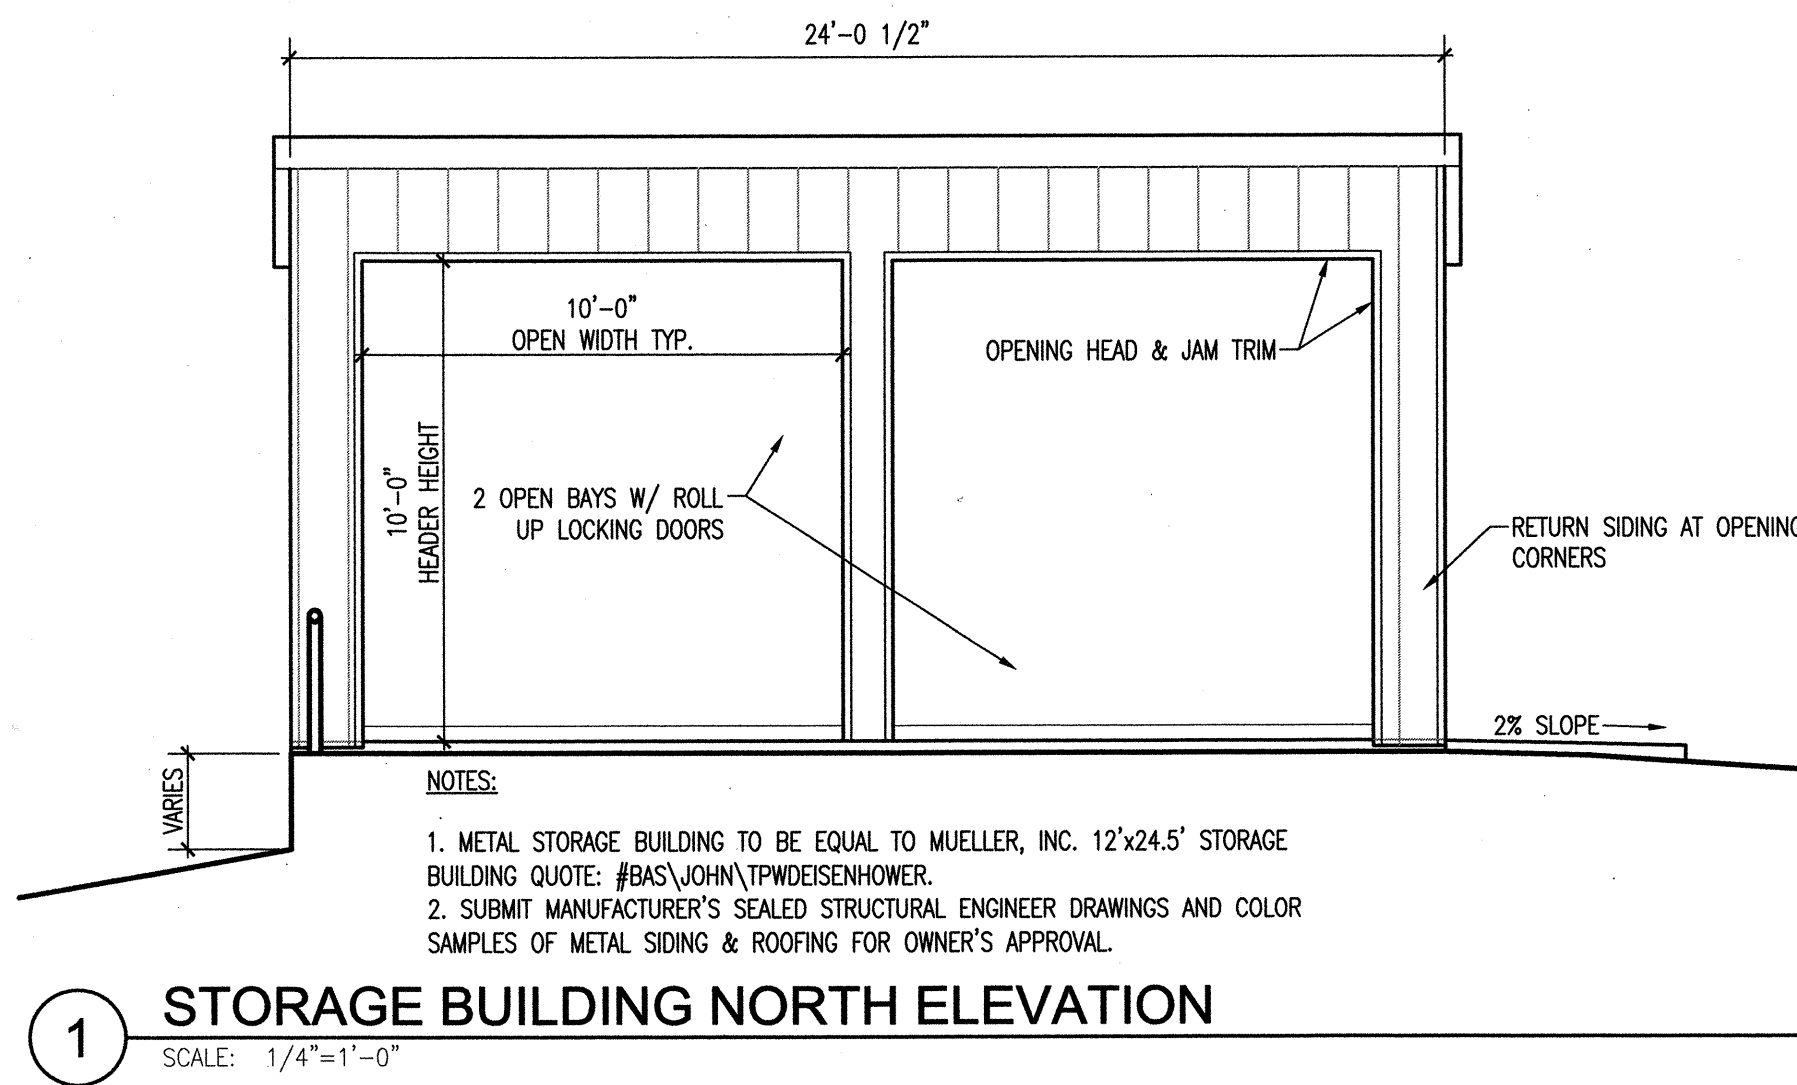 24'-0 1/2"
10'-0"
OPEN WIDTH TYP.
OPENING HEAD & JAM TRIM
10'-0"
HEADER HEIGHT
2 OPEN BAYS W/ ROLL
UP LOCKING DOORS
RETURN SIDING AT OPENING
CORNERS
2% SLOPE
VARIES
NOTES:
1. METAL STORAGE BUILDING TO BE EQUAL TO MUELLER, INC. 12'x24.5' STORAGE
BUILDING QUOTE: #BAS\JOHN\TPWDEISENHOWER.
2. SUBMIT MANUFACTURER'S SEALED STRUCTURAL ENGINEER DRAWINGS AND COLOR
SAMPLES OF METAL SIDING & ROOFING FOR OWNER'S APPROVAL.
1
STORAGE BUILDING NORTH ELEVATION
SCALE: 1/4"=1'-0"